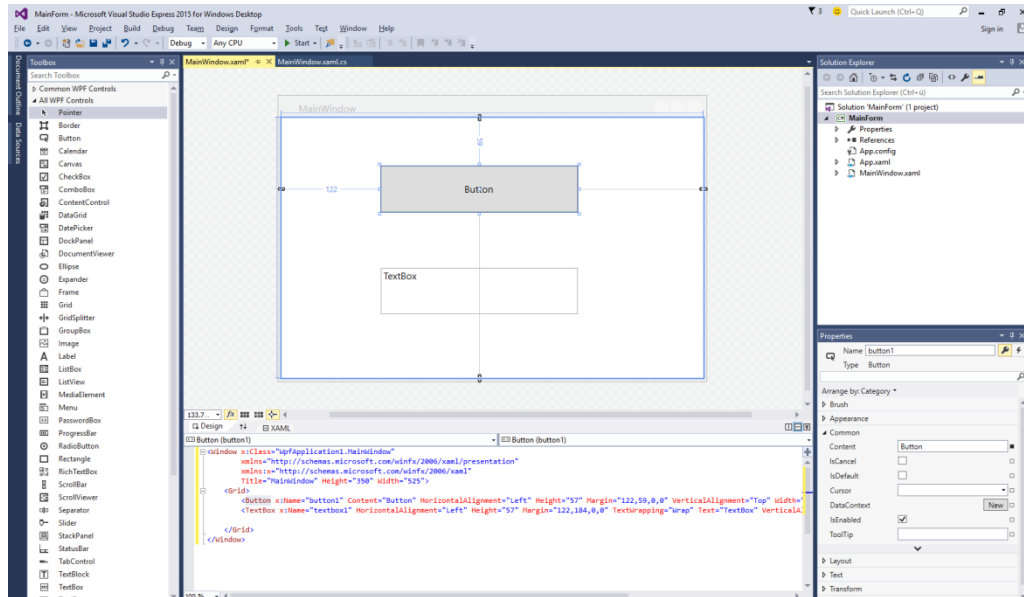 MainForm - Microsoft Visual Studio Express 2015 for Windows Desktop
3
Quick Launch (Ctrl+Q)
File Edit View Project Build Debug Team Design Format Tools Test Window Help
Sign in
Debug Any CPU Start
Document Outline
Data Sources
Toolbox
Search Toolbox
Common WPF Controls
All WPF Controls
Pointer
Border
Button
Calendar
Canvas
CheckBox
ComboBox
ContentControl
DataGrid
DatePicker
DockPanel
DocumentViewer
Ellipse
Expander
Frame
Grid
GridSplitter
GroupBox
Image
Label
ListBox
ListView
MediaElement
Menu
PasswordBox
ProgressBar
RadioButton
Rectangle
RichTextBox
ScrollBar
ScrollViewer
Separator
Slider
StackPanel
StatusBar
TabControl
TextBlock
TextBox
MainWindow.xaml* MainWindow.xaml.cs
MainWindow
59
122
Button
TextBox
133.7...
Design XAML
Button (button1) Button (button1)
<Window x:Class="WpfApplication1.MainWindow"
xmlns="http://schemas.microsoft.com/winfx/2006/xaml/presentation"
xmlns:x="http://schemas.microsoft.com/winfx/2006/xaml"
Title="MainWindow" Height="350" Width="525">
<Grid>
<Button x:Name="button1" Content="Button" HorizontalAlignment="Left" Height="57" Margin="122,59,0,0" VerticalAlignment="Top" Width="
<TextBox x:Name="textbox1" HorizontalAlignment="Left" Height="57" Margin="122,184,0,0" TextWrapping="Wrap" Text="TextBox" VerticalA
</Grid>
</Window>
100 %
Solution Explorer
Search Solution Explorer (Ctrl+ü)
Solution 'MainForm' (1 project)
MainForm
Properties
References
App.config
App.xaml
MainWindow.xaml
Properties
Name button1
Type Button
Arrange by: Category
Brush
Appearance
Common
Content Button
IsCancel
IsDefault
Cursor
DataContext New
IsEnabled
ToolTip
Layout
Text
Transform